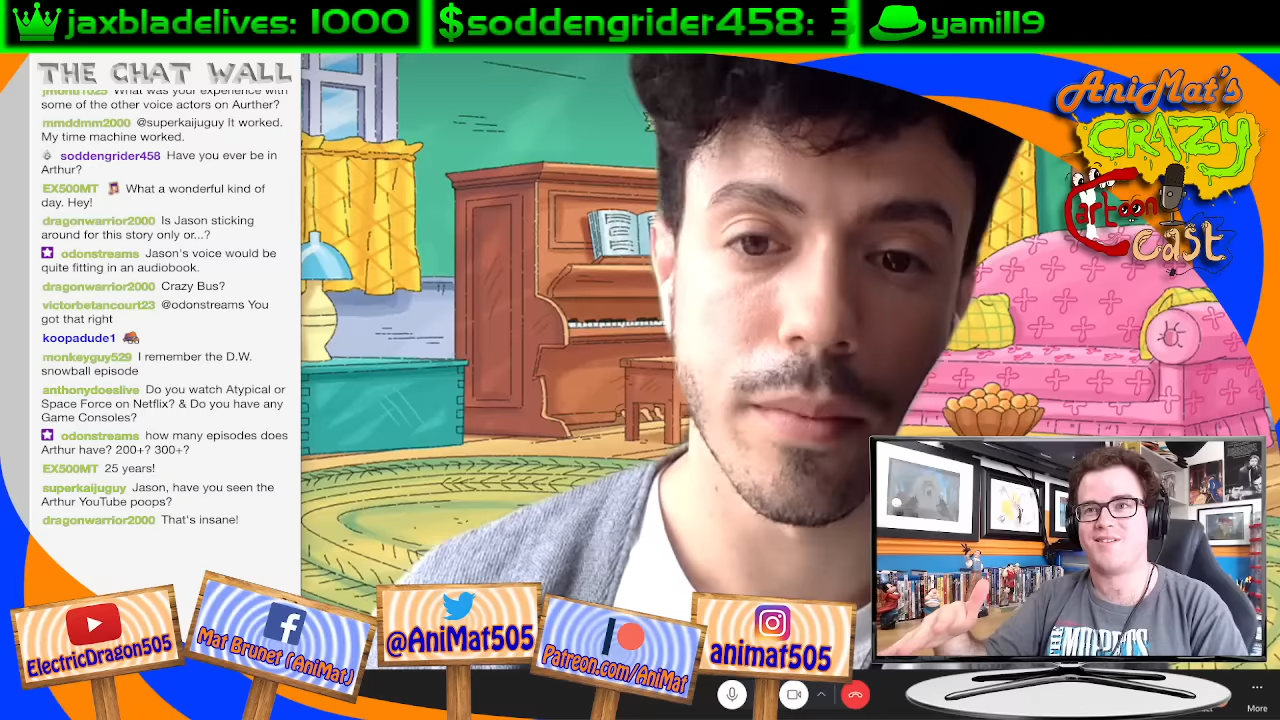 jaxbladelives: 1000
$soddengrider458: 3
yamill9
THE CHAT WALL
jmontr1025 What was your experience with
some of the other voice actors on Aurther?
mmddmm2000 @superkaijuguy It worked.
My time machine worked.
soddengrider458 Have you ever be in
Arthur?
EX500MT What a wonderful kind of
day. Hey!
dragonwarrior2000 Is Jason sticking
around for this story only or...?
odonstreams Jason's voice would be
quite fitting in an audiobook.
dragonwarrior2000 Crazy Bus?
victorbetancourt23 @odonstreams You
got that right
koopadude1
monkeyguy529 I remember the D.W.
snowball episode
anthonydoeslive Do you watch Atypical or
Space Force on Netflix? & Do you have any
Game Consoles?
odonstreams how many episodes does
Arthur have? 200+? 300+?
EX500MT 25 years!
superkaijuguy Jason, have you seen the
Arthur YouTube poops?
dragonwarrior2000 That's insane!
AniMat's
CRAZY
Cartoon
Cast
ElectricDragon505
Mat Brunet (AniMat)
@AniMat505
Patreon.com/AniMat
animat505
More